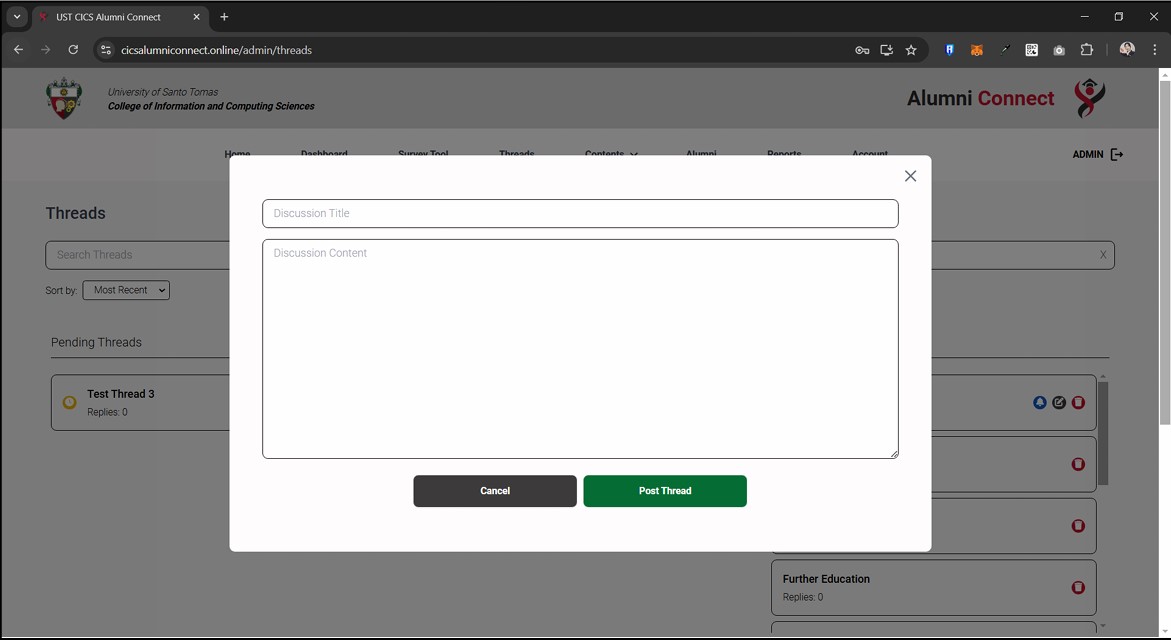 UST CICS Alumni Connect
cicsalumniconnect.online/admin/threads
University of Santo Tomas
College of Information and Computing Sciences
Alumni Connect
Home Dashboard Survey Tool Threads Contents Alumni Reports Account ADMIN
Threads
Search Threads X
Sort by: Most Recent
Pending Threads
Test Thread 3
Replies: 0
Discussion Title
Discussion Content
Cancel Post Thread
Further Education
Replies: 0